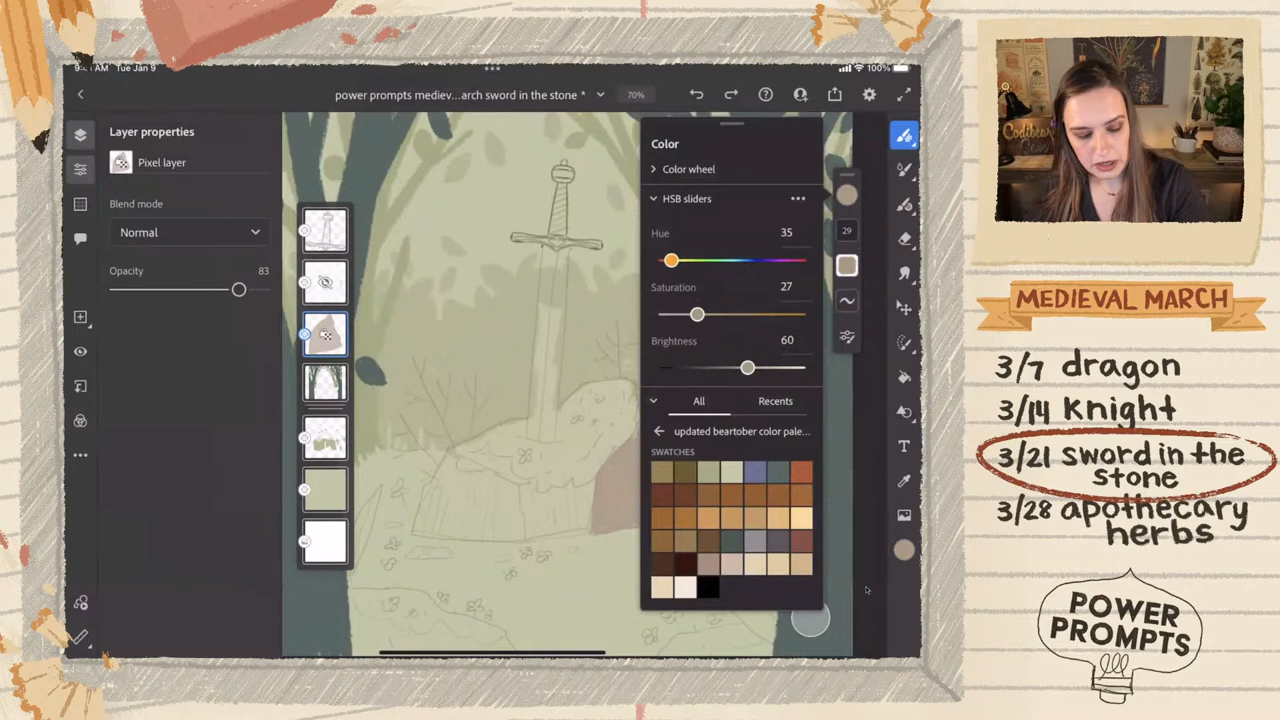 9:41 AM Tue Jan 9
100%
power prompts mediev...arch sword in the stone *
70%
Layer properties
Pixel layer
Blend mode
Normal
Opacity
83
Color
Color wheel
HSB sliders
Hue
35
Saturation
27
Brightness
60
All
Recents
updated beartober color pale...
SWATCHES
29
T
MEDIEVAL MARCH
3/7 dragon
3/14 knight
3/21 sword in the
stone
3/28 apothecary
herbs
POWER
PROMPTS